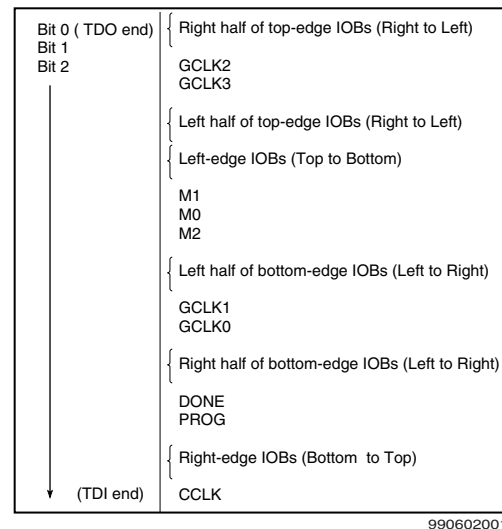 Bit 0 ( TDO end)
Bit 1
Bit 2
Right half of top-edge IOBs (Right to Left)
GCLK2
GCLK3
Left half of top-edge IOBs (Right to Left)
Left-edge IOBs (Top to Bottom)
M1
M0
M2
Left half of bottom-edge IOBs (Left to Right)
GCLK1
GCLK0
Right half of bottom-edge IOBs (Left to Right)
DONE
PROG
Right-edge IOBs (Bottom to Top)
(TDI end)
CCLK
990602001